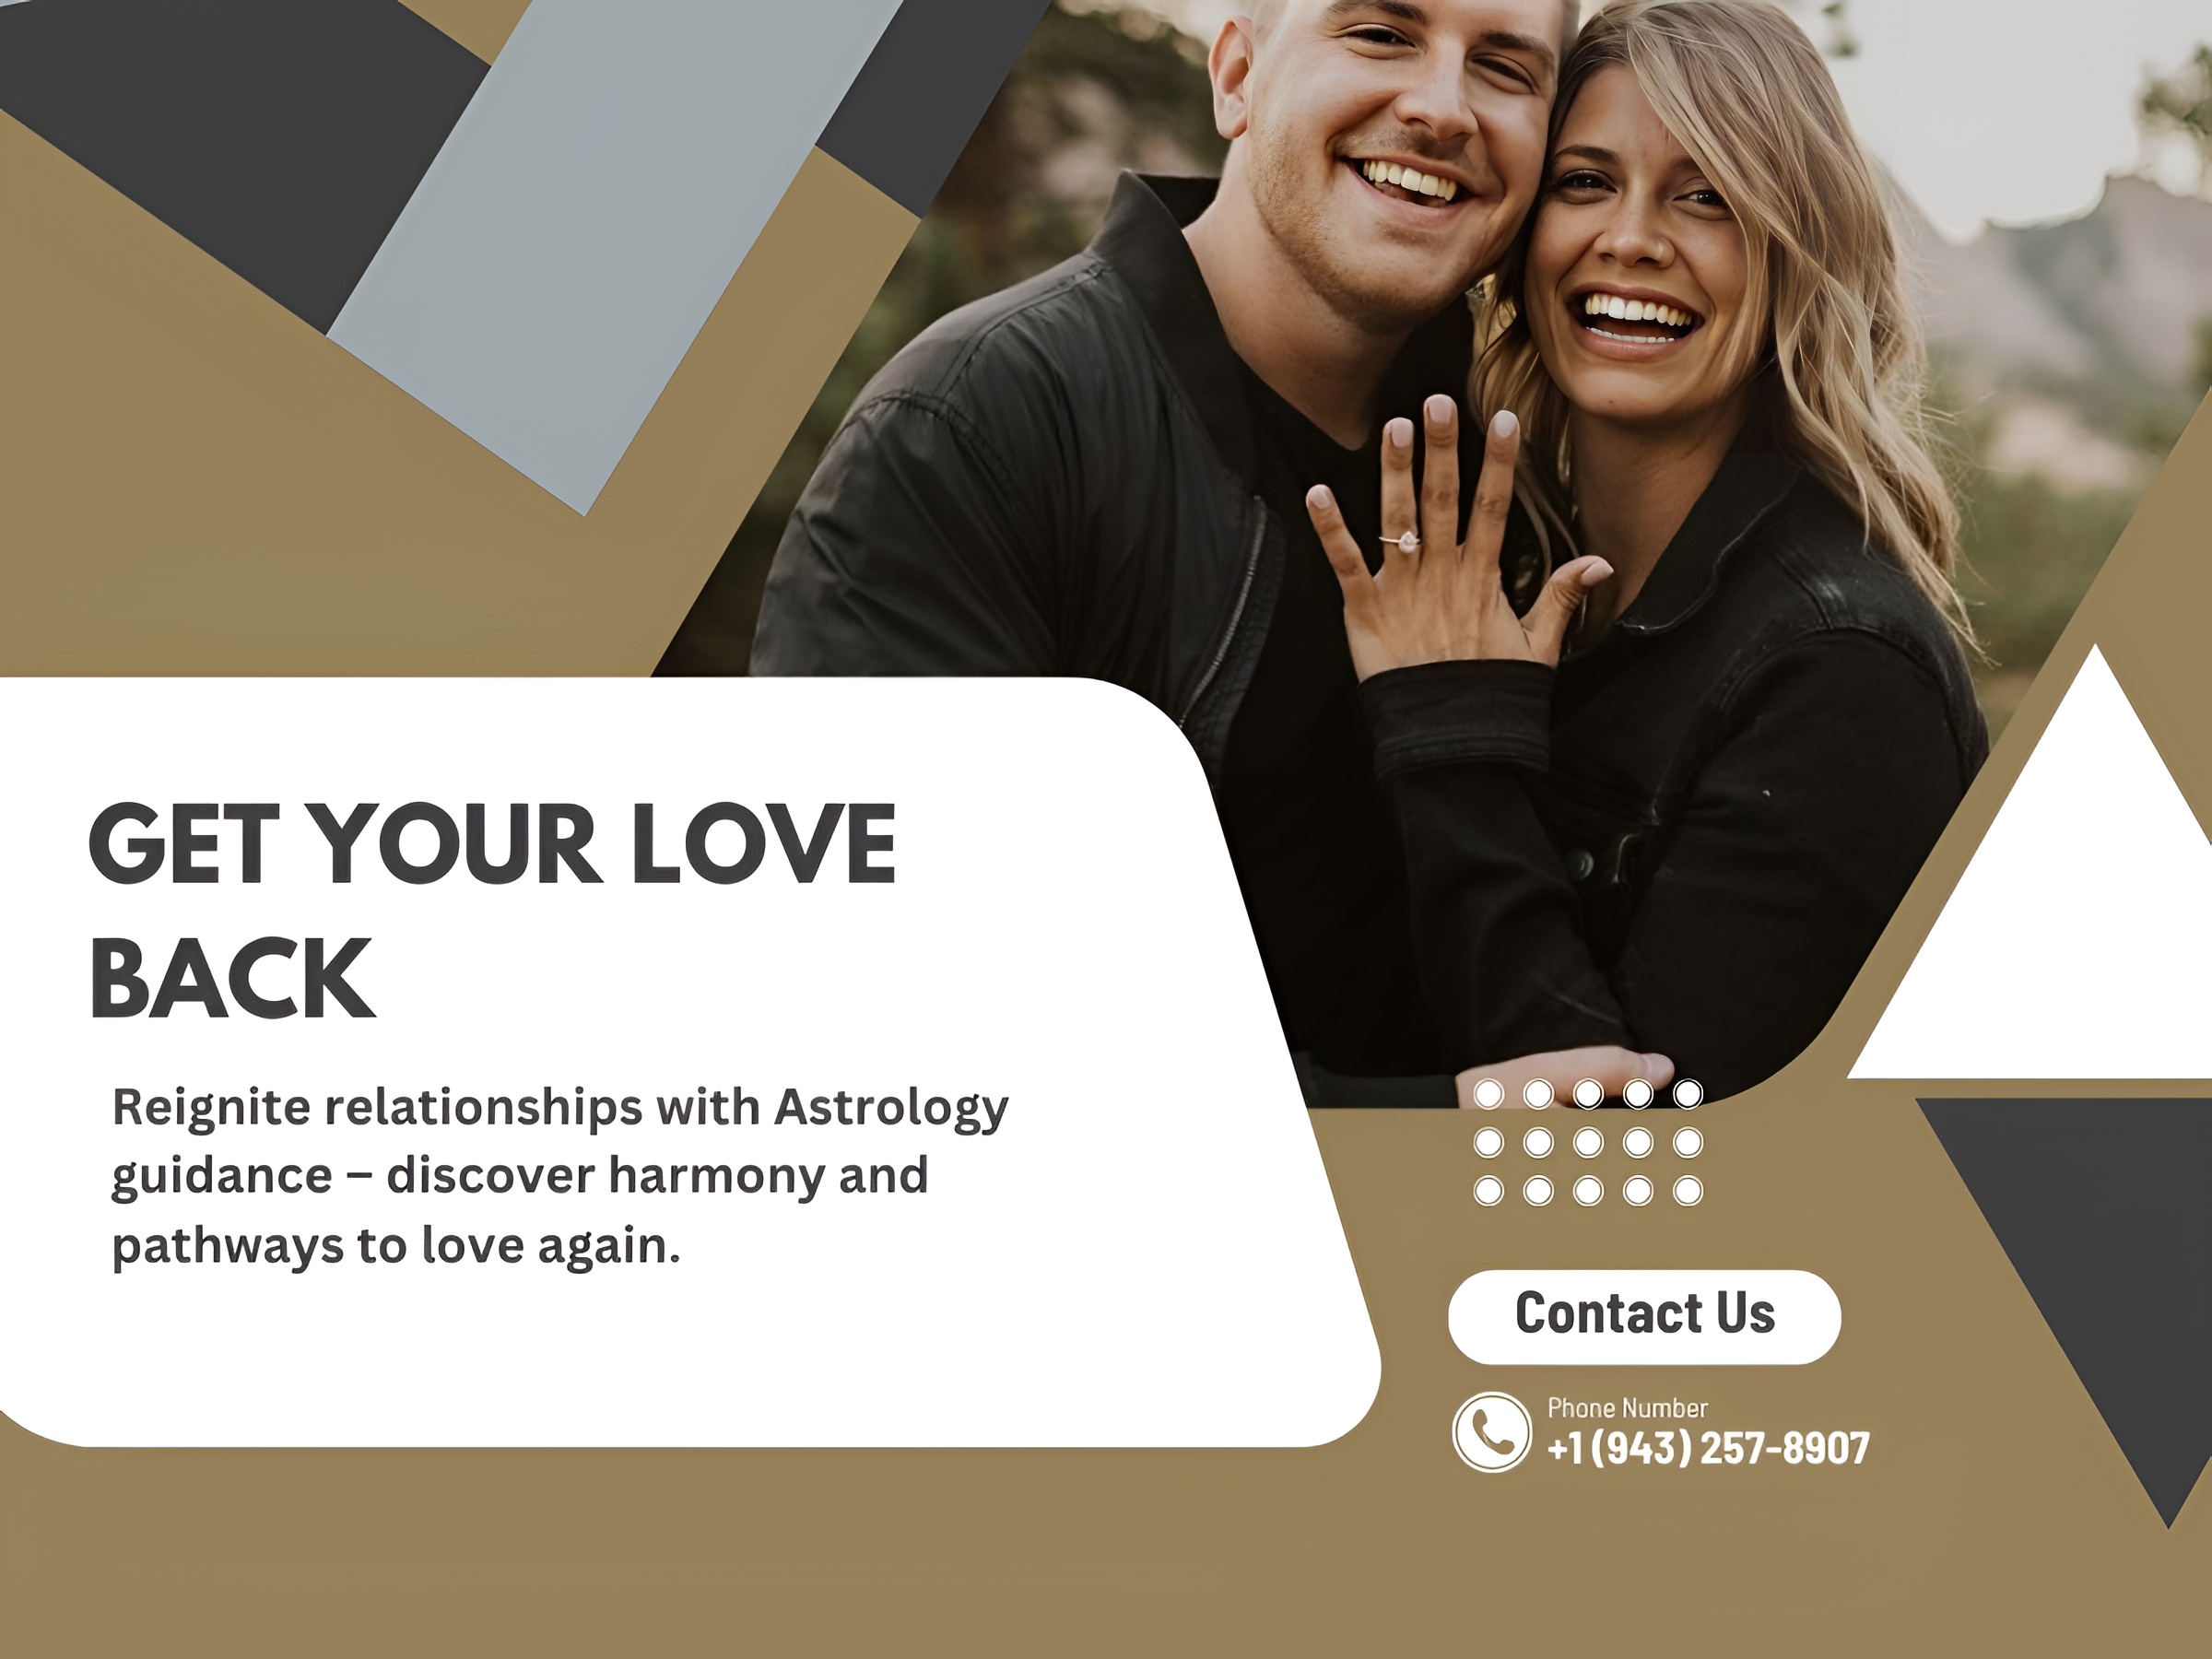 GET YOUR LOVE
BACK
Reignite relationships with Astrology
guidance – discover harmony and
pathways to love again.
Contact Us
Phone Number
+1 (943) 257-8907